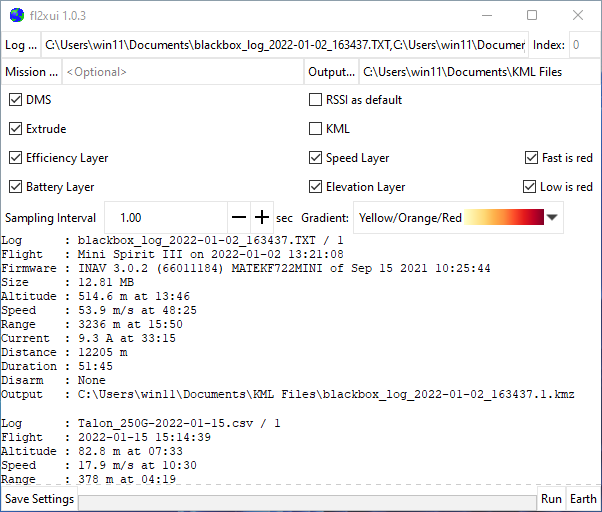 fl2xui 1.0.3
Log ... C:\Users\win11\Documents\blackbox_log_2022-01-02_163437.TXT,C:\Users\win11\Documer Index: 0
Mission ... <Optional> Output... C:\Users\win11\Documents\KML Files
DMS RSSI as default
Extrude KML
Efficiency Layer Speed Layer Fast is red
Battery Layer Elevation Layer Low is red
Sampling Interval 1.00 sec Gradient: Yellow/Orange/Red
Log : blackbox_log_2022-01-02_163437.TXT / 1
Flight : Mini Spirit III on 2022-01-02 13:21:08
Firmware : INAV 3.0.2 (66011184) MATEKF722MINI of Sep 15 2021 10:25:44
Size : 12.81 MB
Altitude : 514.6 m at 13:46
Speed : 53.9 m/s at 48:25
Range : 3236 m at 15:50
Current : 9.3 A at 33:15
Distance : 12205 m
Duration : 51:45
Disarm : None
Output : C:\Users\win11\Documents\KML Files\blackbox_log_2022-01-02_163437.1.kmz
Log : Talon_250G-2022-01-15.csv / 1
Flight : 2022-01-15 15:14:39
Altitude : 82.8 m at 07:33
Speed : 17.9 m/s at 10:30
Range : 378 m at 04:19
Save Settings Run Earth